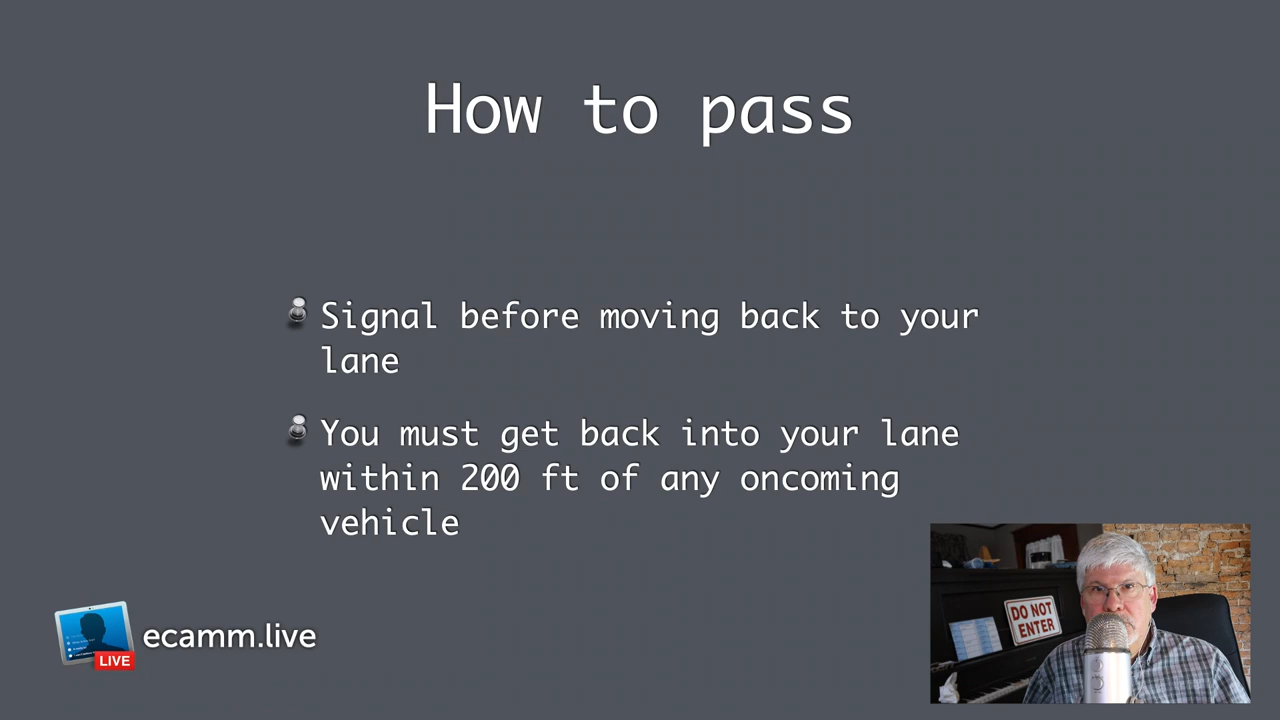 How to pass
Signal before moving back to your
lane
You must get back into your lane
within 200 ft of any oncoming
vehicle
DO NOT
ENTER
LIVE
ecamm.live